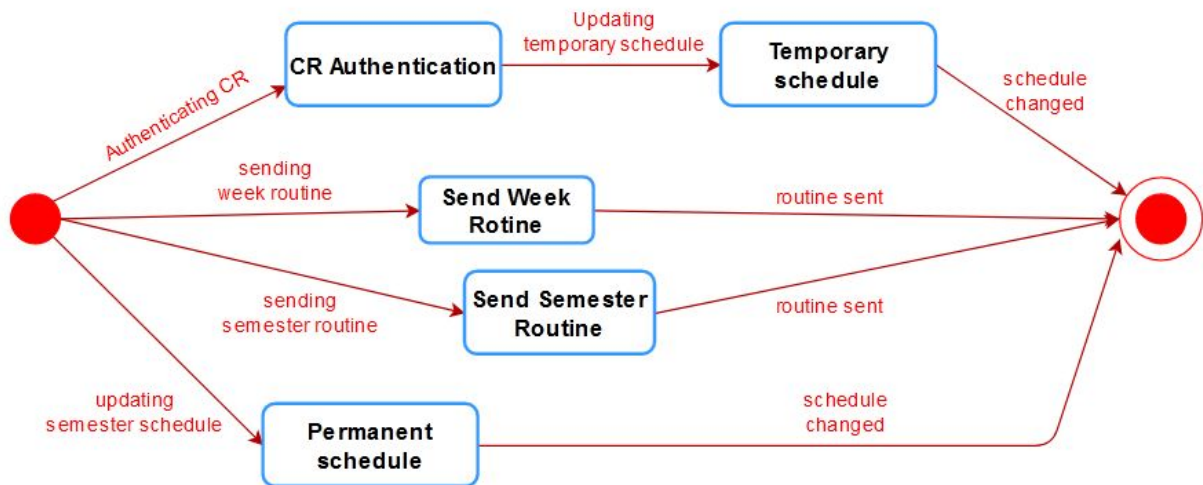 Authenticating CR
CR Authentication
Updating
temporary schedule
Temporary
schedule
schedule
changed
sending
week routine
Send Week
Rotine
routine sent
sending
semester routine
Send Semester
Routine
routine sent
updating
semester schedule
Permanent
schedule
schedule
changed